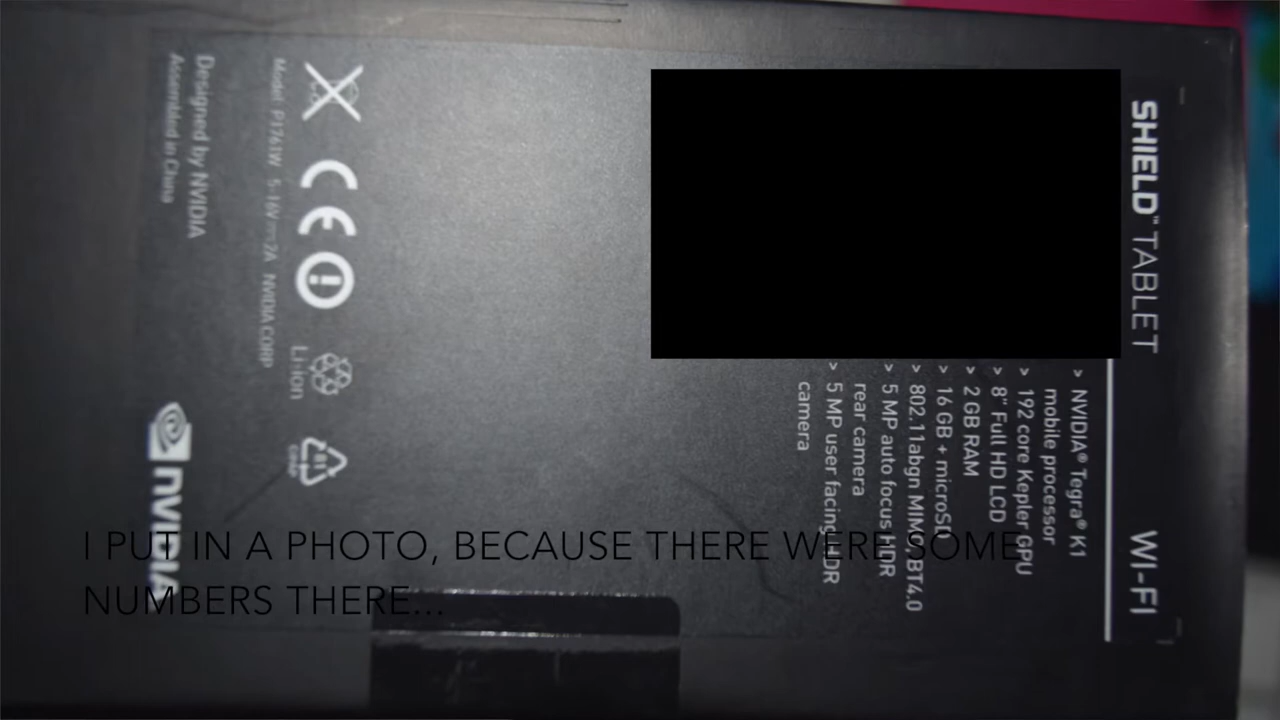 SHIELD™ TABLET WI-FI
> NVIDIA® Tegra® K1
mobile processor
> 192 core Kepler GPU
> 8" Full HD LCD
> 2 GB RAM
> 16 GB + microSD
> 802.11abgn MIMO, BT4.0
> 5 MP auto focus HDR
rear camera
> 5 MP user facing HDR
camera
Li-ion
Model P1761W 5-16V 2A NVIDIA CORP
Designed by NVIDIA
Assembled in China
NVIDIA
I PUT IN A PHOTO, BECAUSE THERE WERE SOME
NUMBERS THERE...